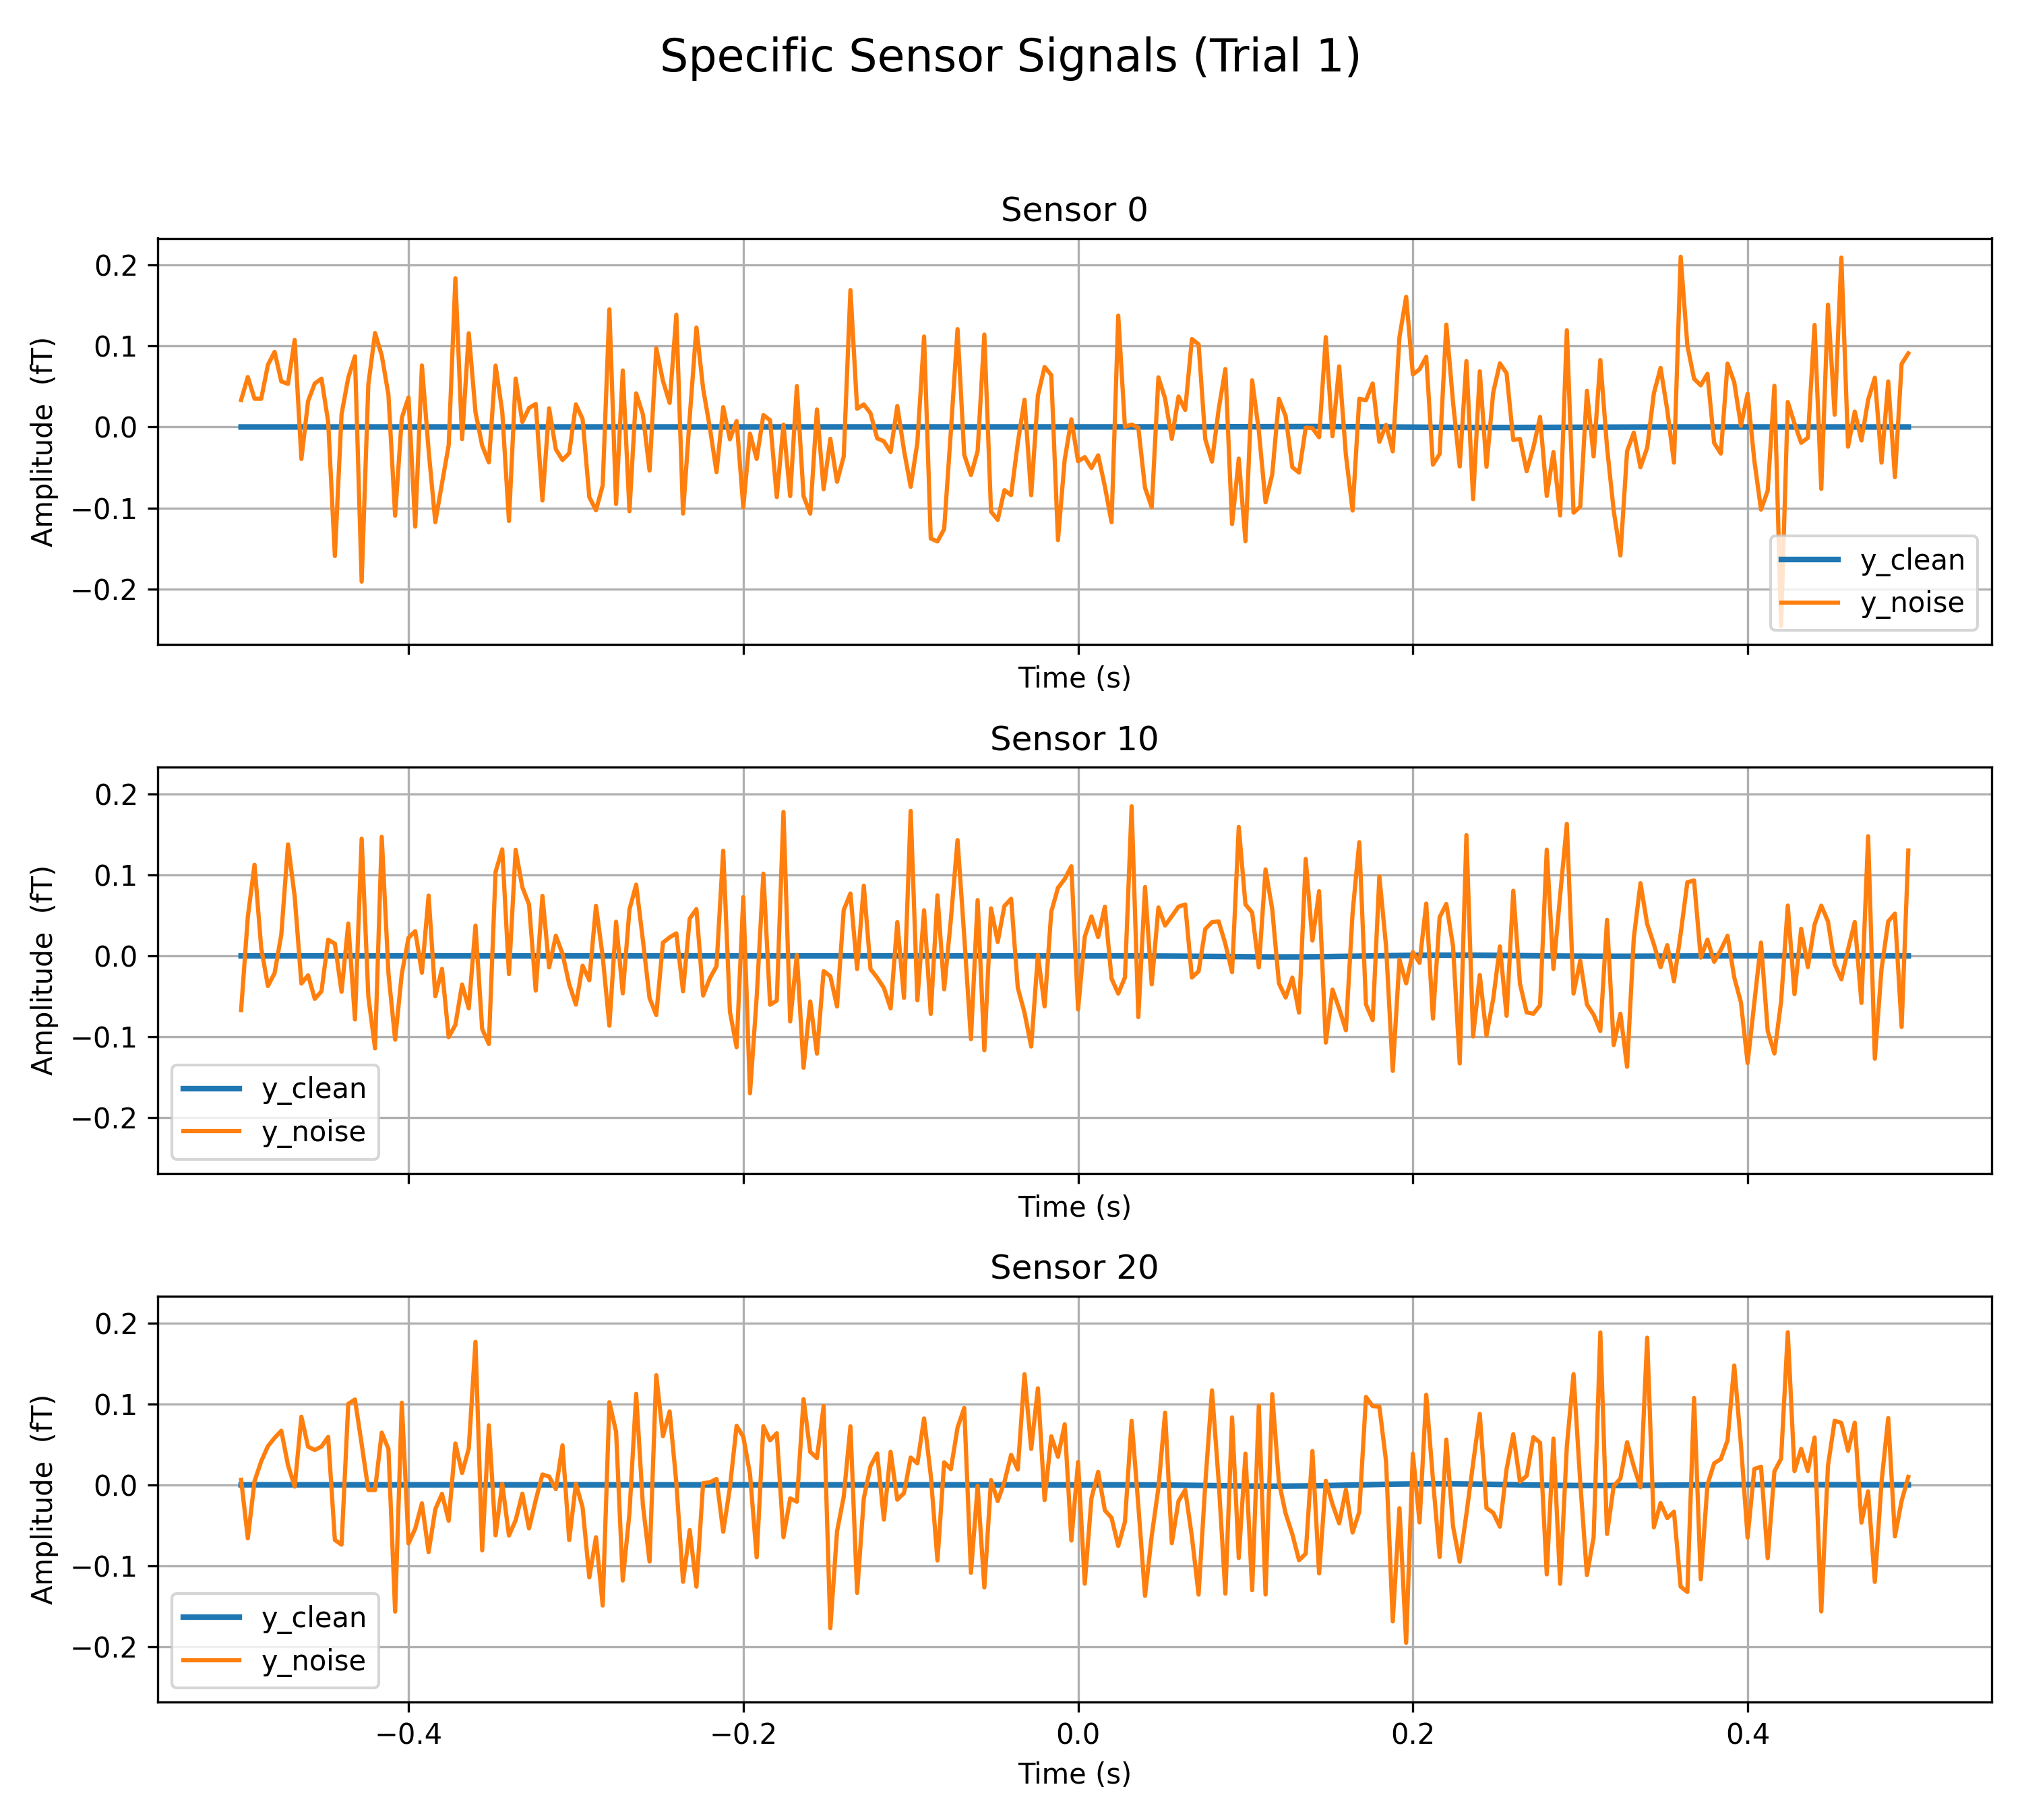 Specific Sensor Signals (Trial 1)
Sensor 0
0.2
0.1
0.0
−0.1
−0.2
Amplitude (fT)
y_clean
y_noise
Time (s)
Sensor 10
0.2
0.1
0.0
−0.1
−0.2
Amplitude (fT)
y_clean
y_noise
Time (s)
Sensor 20
0.2
0.1
0.0
−0.1
−0.2
Amplitude (fT)
y_clean
y_noise
−0.4 −0.2 0.0 0.2 0.4
Time (s)